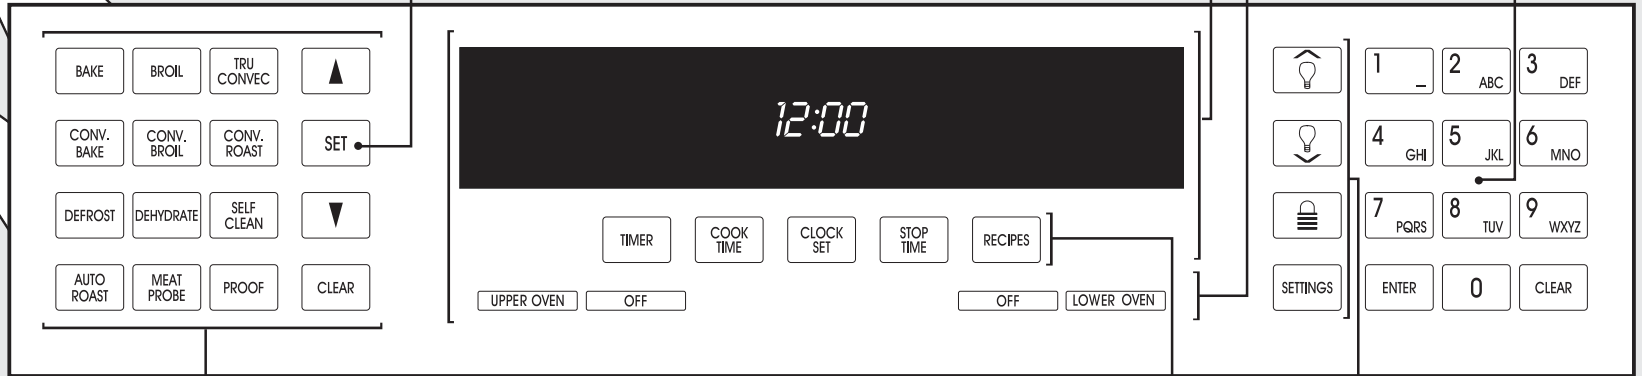 BAKE
BROIL
TRU
CONVEC
CONV.
BAKE
CONV.
BROIL
CONV.
ROAST
SET
DEFROST
DEHYDRATE
SELF
CLEAN
AUTO
ROAST
MEAT
PROBE
PROOF
CLEAR
12:00
TIMER
COOK
TIME
CLOCK
SET
STOP
TIME
RECIPES
UPPER OVEN
OFF
OFF
LOWER OVEN
SETTINGS
1 _
2 ABC
3 DEF
4 GHI
5 JKL
6 MNO
7 PQRS
8 TUV
9 WXYZ
ENTER
0
CLEAR